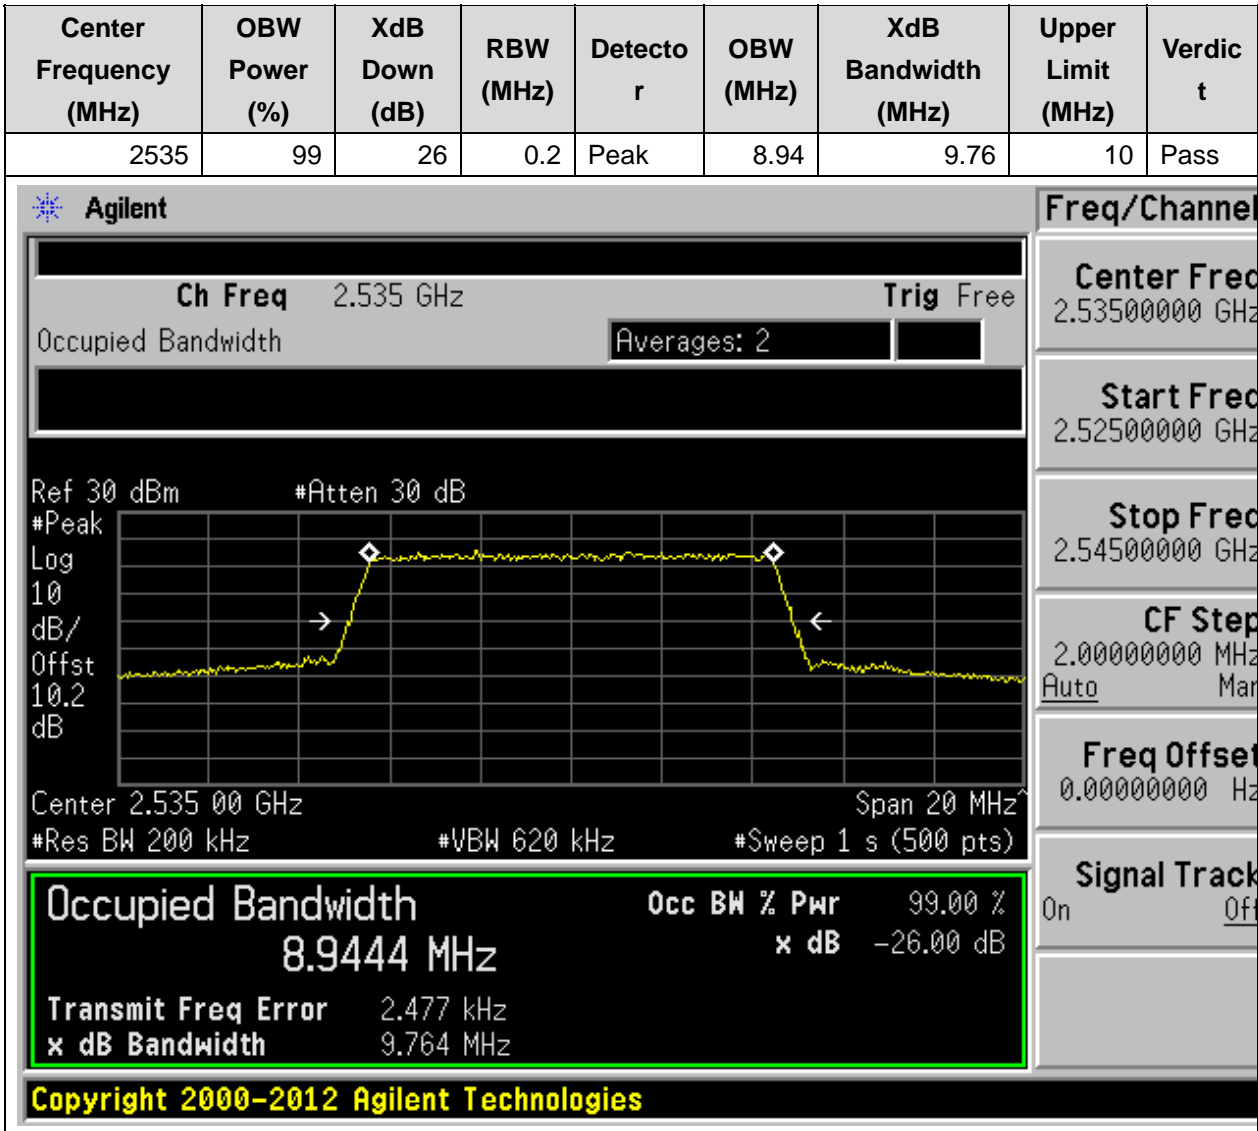 Center Frequency (MHz) OBW Power (%) XdB Down (dB) RBW (MHz) Detecto r OBW (MHz) XdB Bandwidth (MHz) Upper Limit (MHz) Verdic t
2535 99 26 0.2 Peak 8.94 9.76 10 Pass
Agilent
Freq/Channel
Ch Freq 2.535 GHz Trig Free
Occupied Bandwidth Averages: 2
Ref 30 dBm #Atten 30 dB
#Peak
Log
10
dB/
Offst
10.2
dB
Center 2.535 00 GHz Span 20 MHz^
#Res BW 200 kHz #VBW 620 kHz #Sweep 1 s (500 pts)
Occupied Bandwidth
8.9444 MHz
Occ BW % Pwr 99.00 %
x dB -26.00 dB
Transmit Freq Error 2.477 kHz
x dB Bandwidth 9.764 MHz
Center Freq
2.53500000 GHz
Start Freq
2.52500000 GHz
Stop Freq
2.54500000 GHz
CF Step
2.00000000 MHz
Auto Man
Freq Offset
0.00000000 Hz
Signal Track
On Off
Copyright 2000-2012 Agilent Technologies